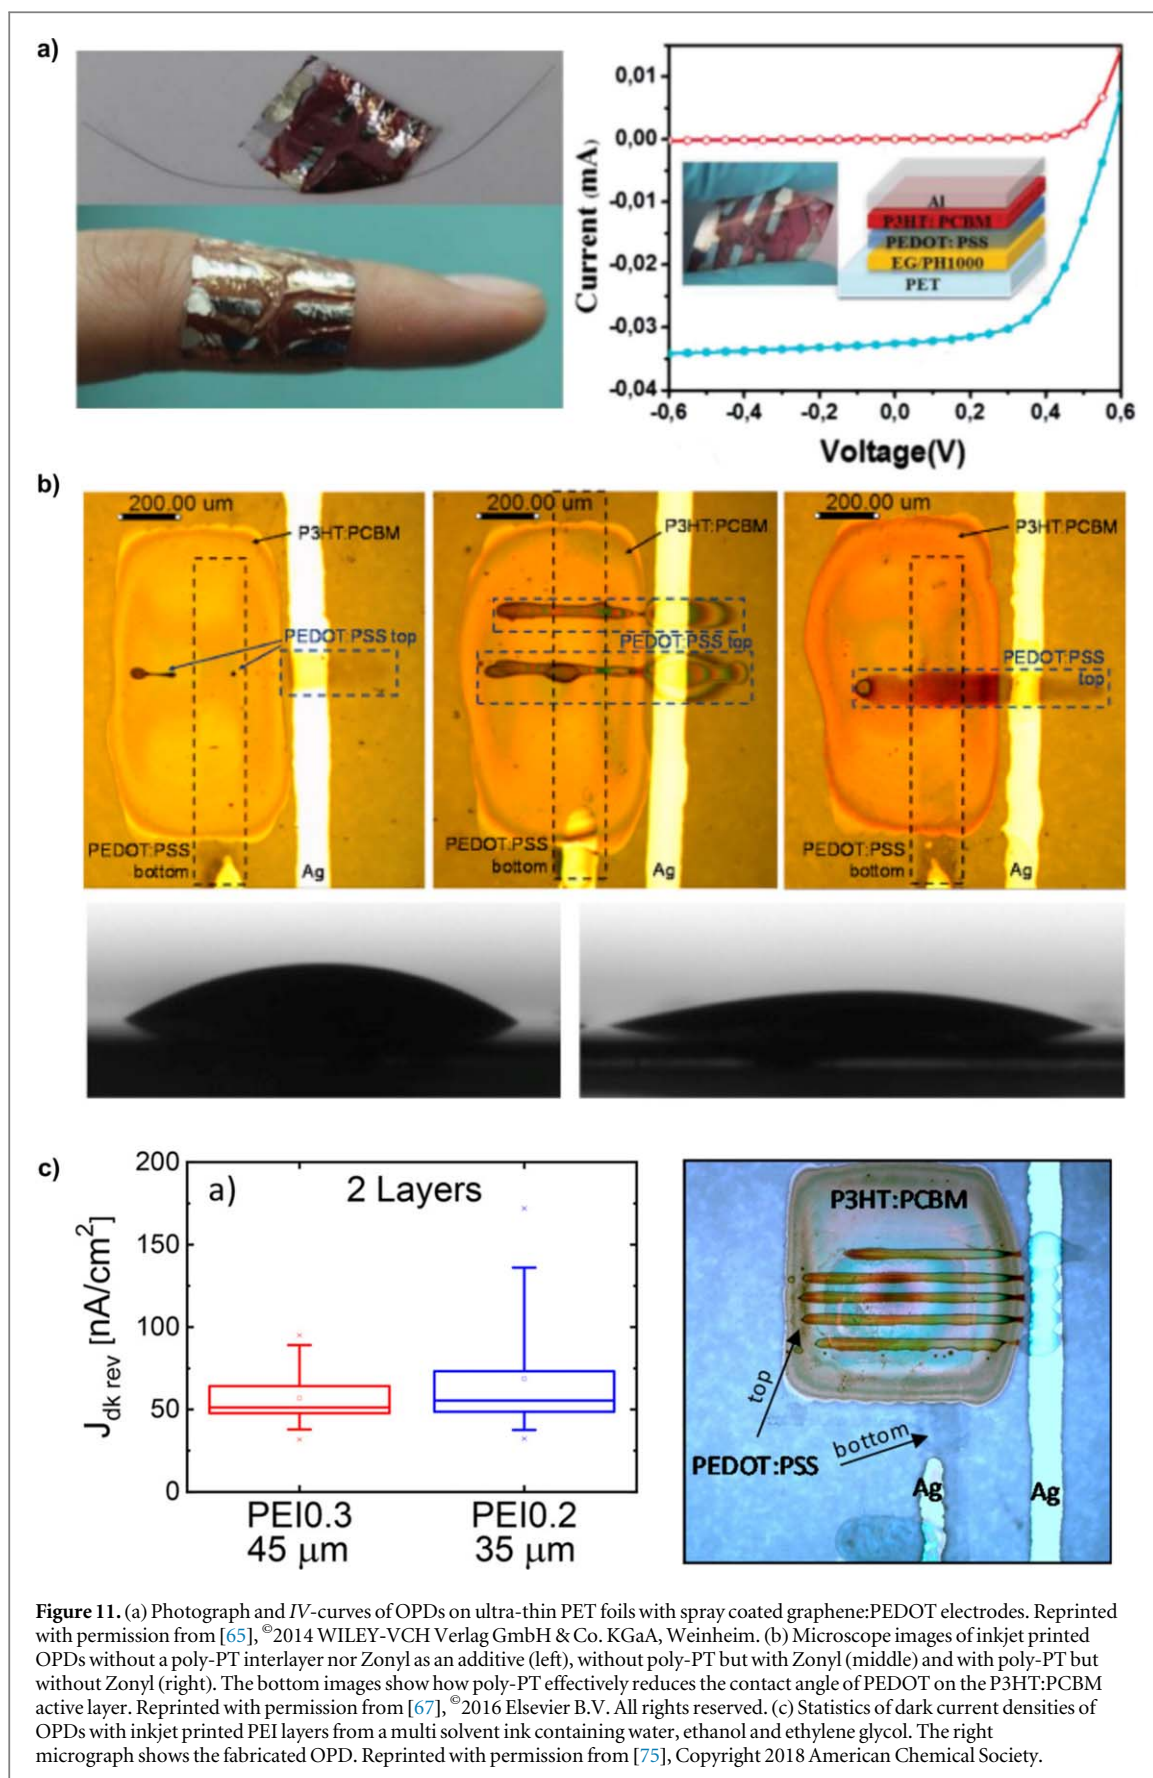 a)
0,01
0,00
-0,01
-0,02
-0,03
-0,04
Current (mA)
Al
P3HT: PCBM
PEDOT: PSS
EG/PH1000
PET
-0,6 -0,4 -0,2 0,0 0,2 0,4 0,6
Voltage(V)
b)
200.00 um
P3HT:PCBM
PEDOT:PSS top
PEDOT:PSS
bottom
Ag
200.00 um
P3HT:PCBM
PEDOT:PSS top
PEDOT:PSS
bottom
Ag
200.00 um
P3HT:PCBM
PEDOT:PSS
top
PEDOT:PSS
bottom
Ag
c)
a)
2 Layers
200
150
100
50
0
Jdk rev [nA/cm2]
PEI0.3
45 μm
PEI0.2
35 μm
P3HT:PCBM
top
bottom
PEDOT:PSS
Ag
Ag
Figure 11. (a) Photograph and IV-curves of OPDs on ultra-thin PET foils with spray coated graphene:PEDOT electrodes. Reprinted
with permission from [65], ©2014 WILEY-VCH Verlag GmbH & Co. KGaA, Weinheim. (b) Microscope images of inkjet printed
OPDs without a poly-PT interlayer nor Zonyl as an additive (left), without poly-PT but with Zonyl (middle) and with poly-PT but
without Zonyl (right). The bottom images show how poly-PT effectively reduces the contact angle of PEDOT on the P3HT:PCBM
active layer. Reprinted with permission from [67], ©2016 Elsevier B.V. All rights reserved. (c) Statistics of dark current densities of
OPDs with inkjet printed PEI layers from a multi solvent ink containing water, ethanol and ethylene glycol. The right
micrograph shows the fabricated OPD. Reprinted with permission from [75], Copyright 2018 American Chemical Society.